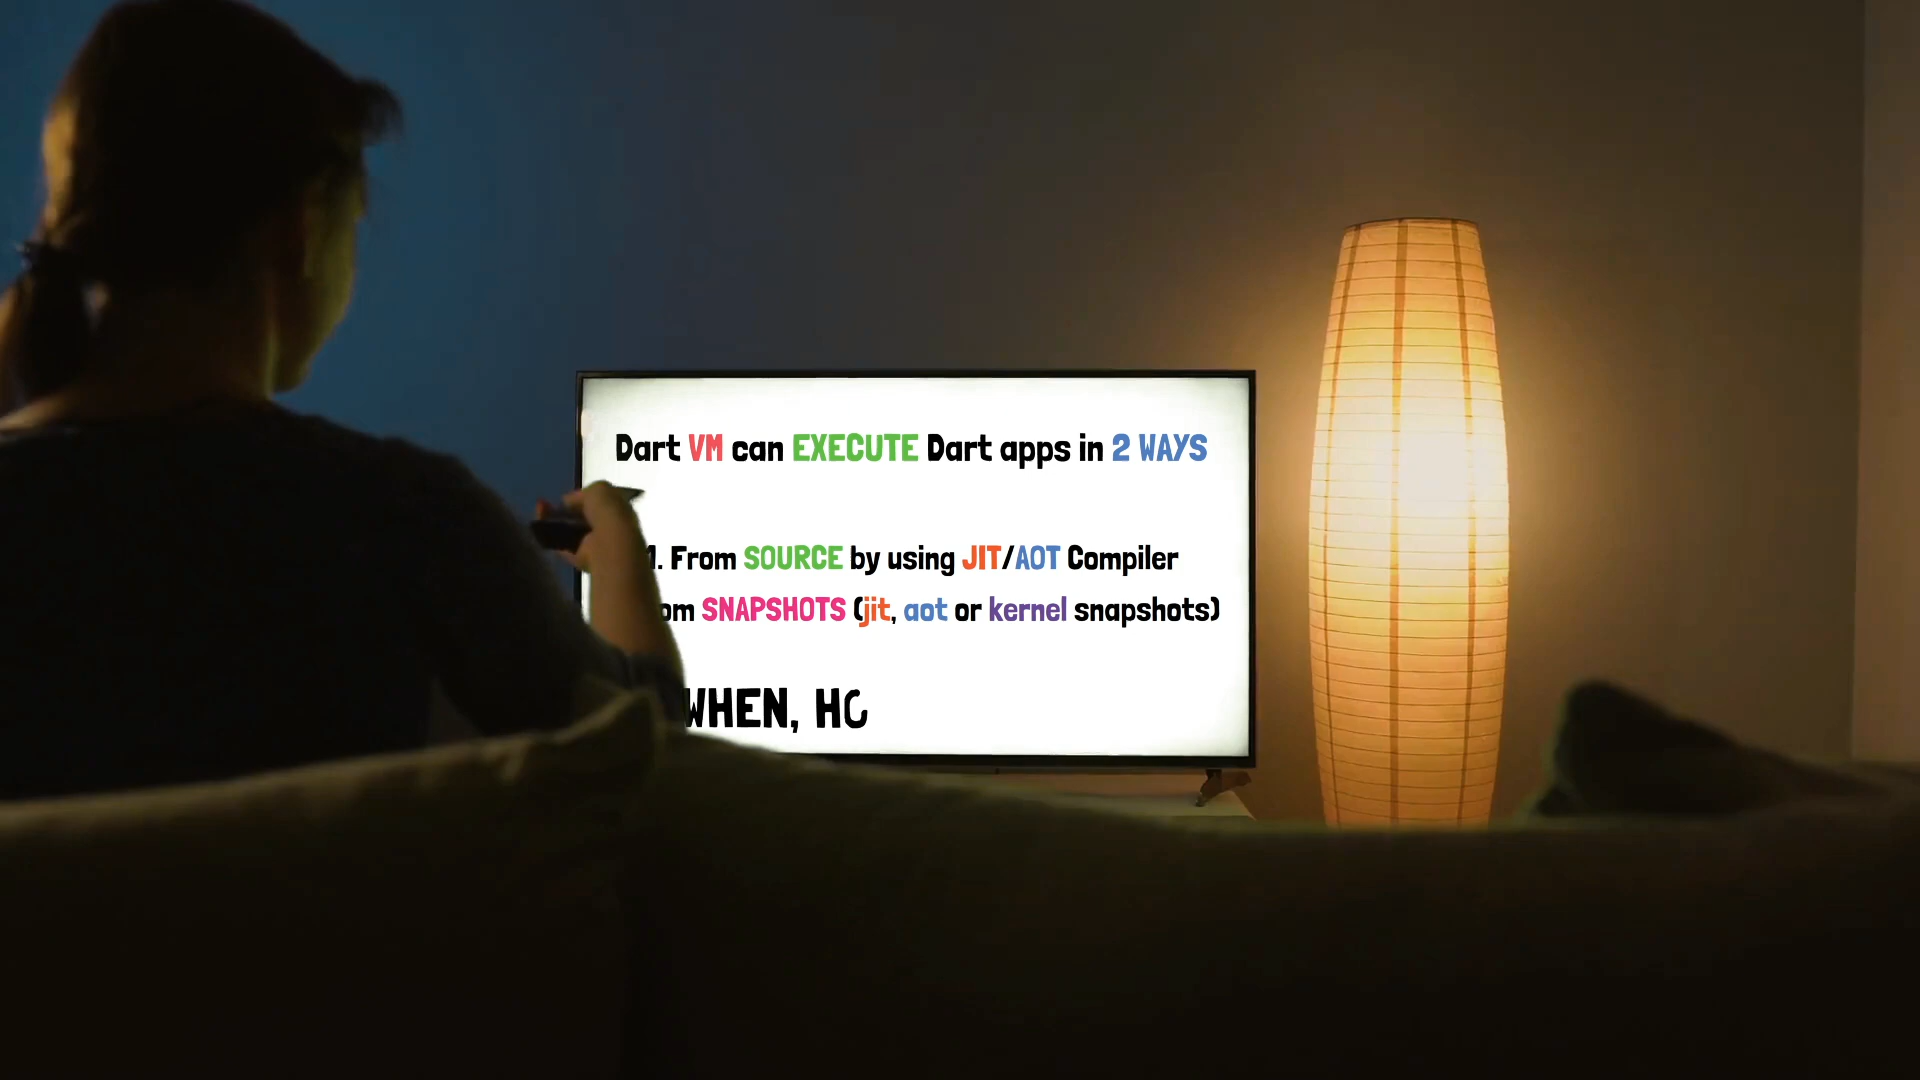 Dart VM can EXECUTE Dart apps in 2 WAYS
1. From SOURCE by using JIT/AOT Compiler
SNAPSHOTS (jit, aot or kernel snapshots)
WHEN,